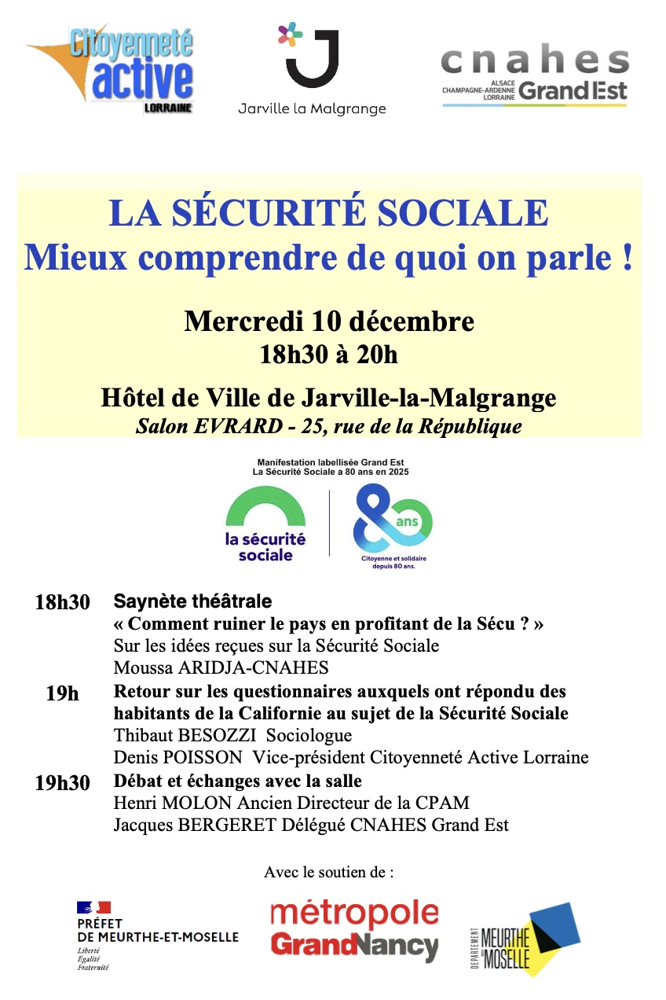 Citoyenneté
active
LORRAINE
Jarville la Malgrange
cnahes
ALSACE
CHAMPAGNE-ARDENNE
LORRAINE
GrandEst
LA SÉCURITÉ SOCIALE
Mieux comprendre de quoi on parle !
Mercredi 10 décembre
18h30 à 20h
Hôtel de Ville de Jarville-la-Malgrange
Salon EVRARD - 25, rue de la République
Manifestation labellisée Grand Est
La Sécurité Sociale a 80 ans en 2025
la sécurité
sociale
80 ans
Citoyenne et solidaire
depuis 80 ans.
18h30 Saynète théâtrale
« Comment ruiner le pays en profitant de la Sécu ? »
Sur les idées reçues sur la Sécurité Sociale
Moussa ARIDJA-CNAHES
19h Retour sur les questionnaires auxquels ont répondu des
habitants de la Californie au sujet de la Sécurité Sociale
Thibaut BESOZZI Sociologue
Denis POISSON Vice-président Citoyenneté Active Lorraine
19h30 Débat et échanges avec la salle
Henri MOLON Ancien Directeur de la CPAM
Jacques BERGERET Délégué CNAHES Grand Est
Avec le soutien de :
PRÉFET
DE MEURTHE-ET-MOSELLE
Liberté
Égalité
Fraternité
métropole
GrandNancy
DÉPARTEMENT
MEURTHE
&
MOSELLE